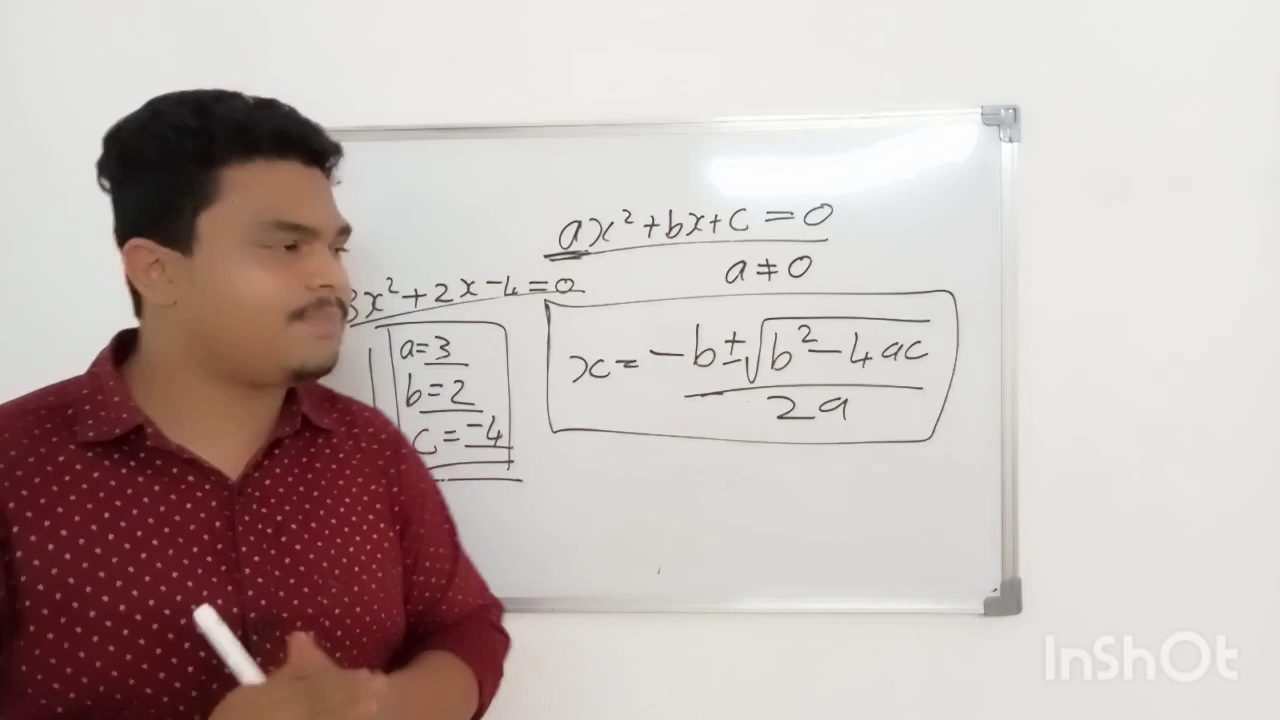 ax² + bx + c = 0
a ≠ 0
3x² + 2x - 4 = 0
a = 3
b = 2
c = -4
x = -b ± √(b² - 4ac) / 2a
InShOt